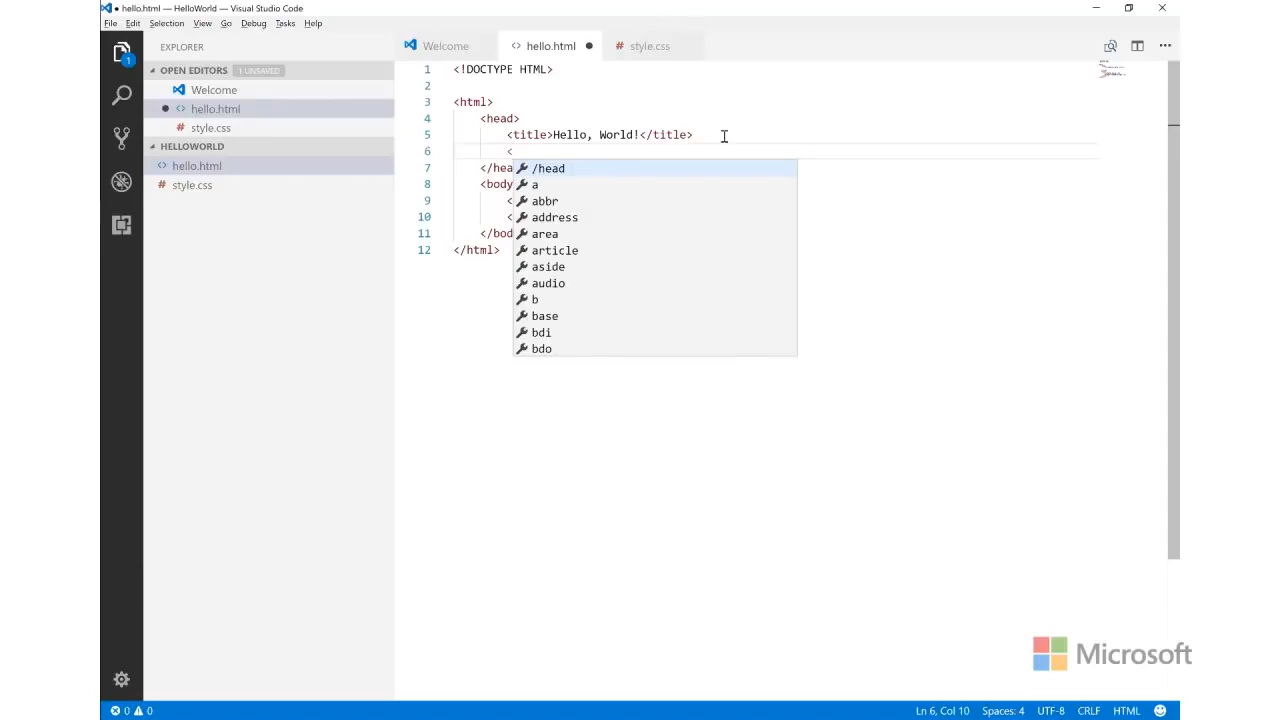 ● hello.html — HelloWorld — Visual Studio Code
File Edit Selection View Go Debug Tasks Help
EXPLORER
OPEN EDITORS 1 UNSAVED
Welcome
hello.html
style.css
HELLOWORLD
hello.html
style.css
1
Welcome
hello.html
style.css
1 <!DOCTYPE HTML>
2
3 <html>
4 <head>
5 <title>Hello, World!</title>
6 <
7 </hea
8 <body
9 <
10 <
11 </bod
12 </html>
/head
a
abbr
address
area
article
aside
audio
b
base
bdi
bdo
Microsoft
0 0 Ln 6, Col 10 Spaces: 4 UTF-8 CRLF HTML